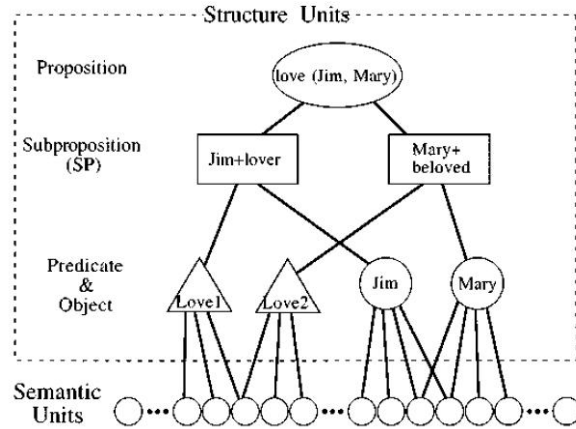 Structure Units
Proposition
love (Jim, Mary)
Subproposition
(SP)
Jim+lover
Mary+
beloved
Predicate
&
Object
Love1
Love2
Jim
Mary
Semantic
Units